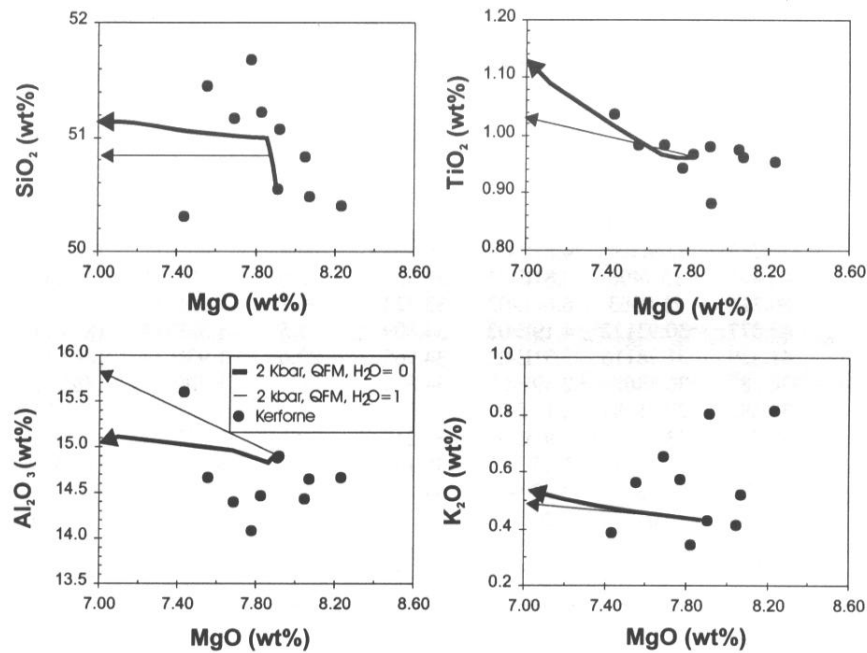 52
51
50
SiO₂ (wt%)
7.00 7.40 7.80 8.20 8.60
MgO (wt%)
1.20
1.10
1.00
0.90
0.80
TiO₂ (wt%)
7.00 7.40 7.80 8.20 8.60
MgO (wt%)
16.0
15.5
15.0
14.5
14.0
13.5
Al₂O₃ (wt%)
2 Kbar, QFM, H₂O= 0
2 kbar, QFM, H₂O=1
Kerforne
7.00 7.40 7.80 8.20 8.60
MgO (wt%)
1.0
0.8
0.6
0.4
0.2
K₂O (wt%)
7.00 7.40 7.80 8.20 8.60
MgO (wt%)